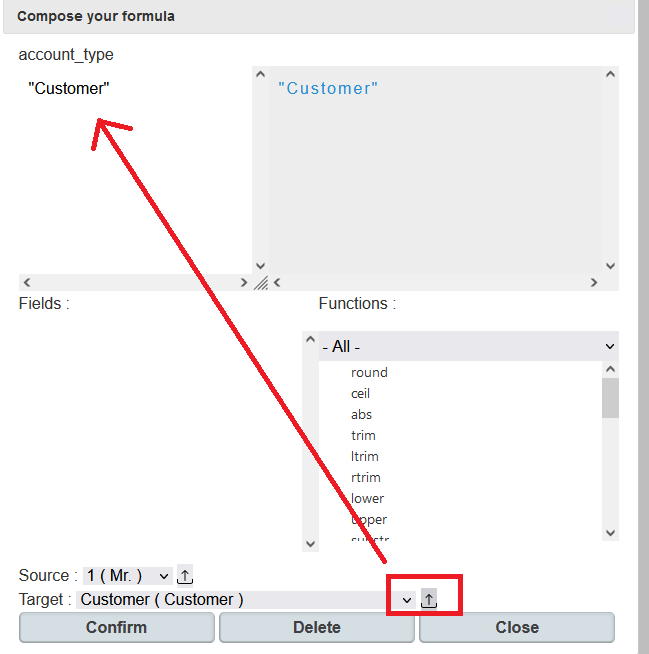 Compose your formula
account_type
"Customer" "Customer"
Fields : Functions :
- All -
round
ceil
abs
trim
ltrim
rtrim
lower
upper
substr
Source : 1 ( Mr. )
Target : Customer ( Customer )
Confirm Delete Close